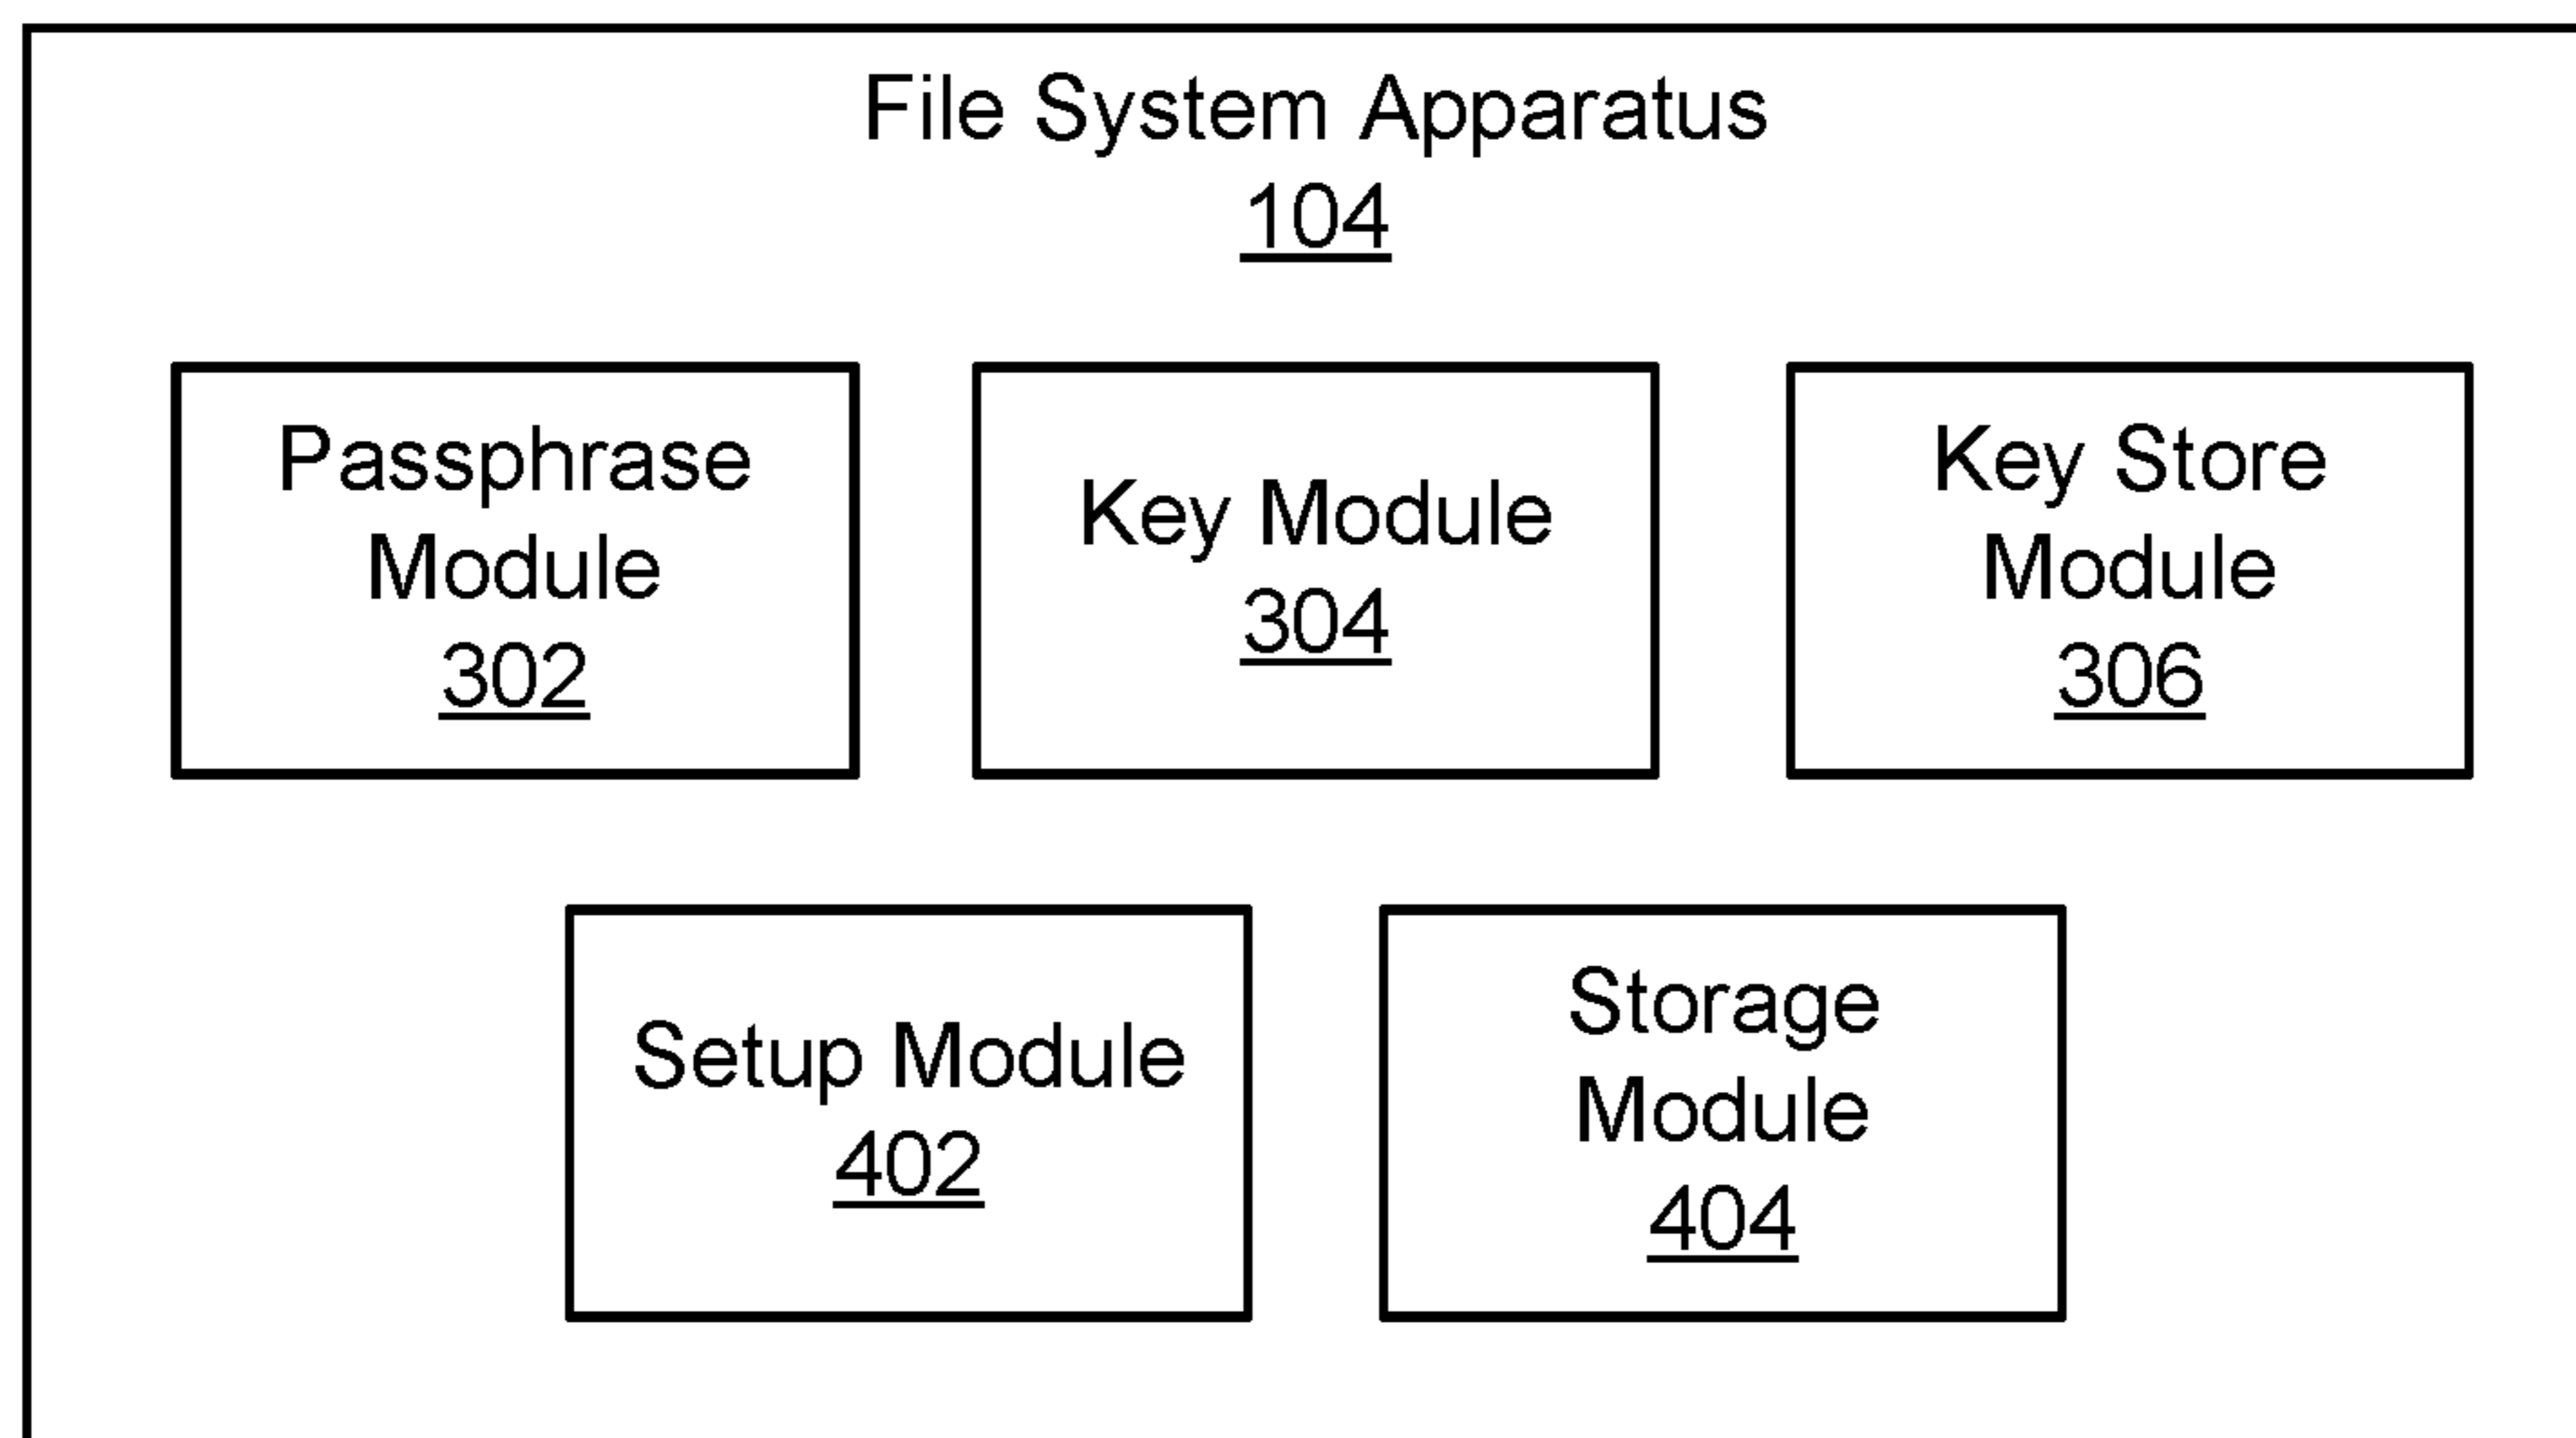 File System Apparatus
104
Passphrase
Module
302
Key Module
304
Key Store
Module
306
Setup Module
402
Storage
Module
404